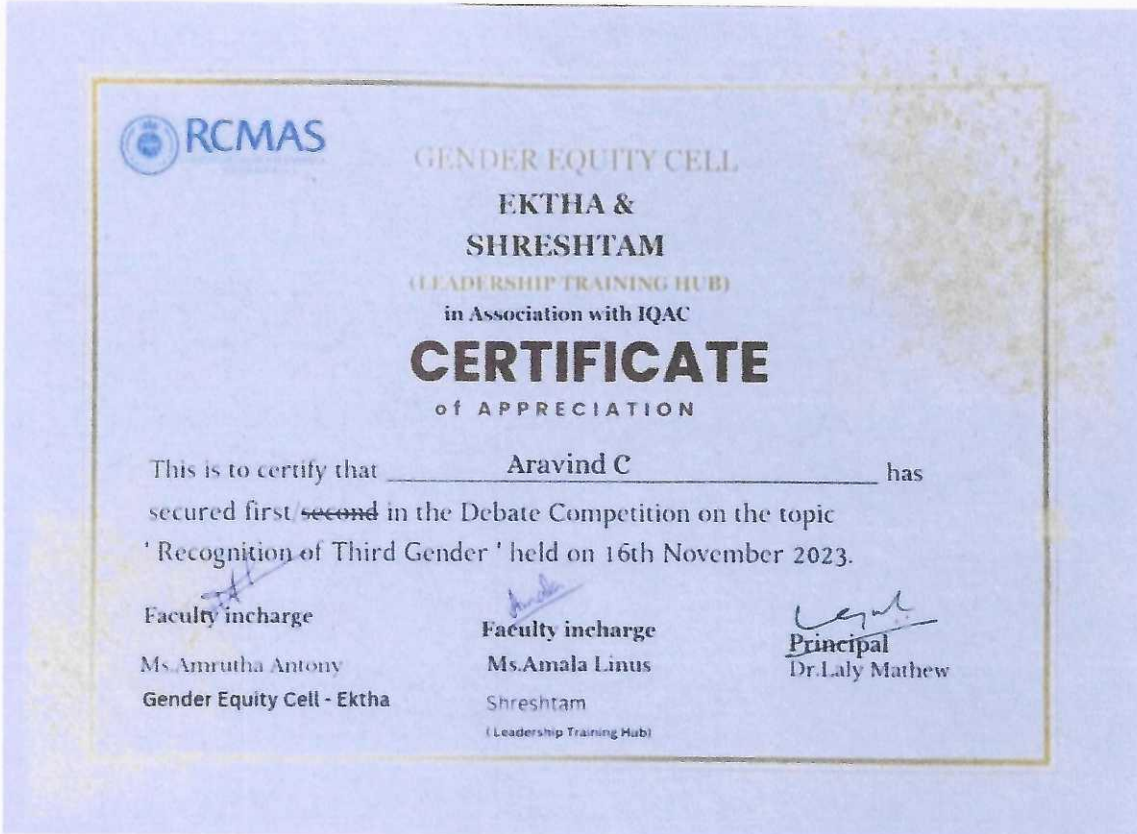 RCMAS
GENDER EQUITY CELL
EKTHA &
SHRESHTAM
(LEADERSHIP TRAINING HUB)
in Association with IQAC
CERTIFICATE
of APPRECIATION
This is to certify that Aravind C has
secured first/second in the Debate Competition on the topic
' Recognition of Third Gender ' held on 16th November 2023.
Faculty incharge
Ms.Amrutha Antony
Gender Equity Cell - Ektha
Faculty incharge
Ms.Amala Linus
Shreshtam
(Leadership Training Hub)
Principal
Dr.Laly Mathew